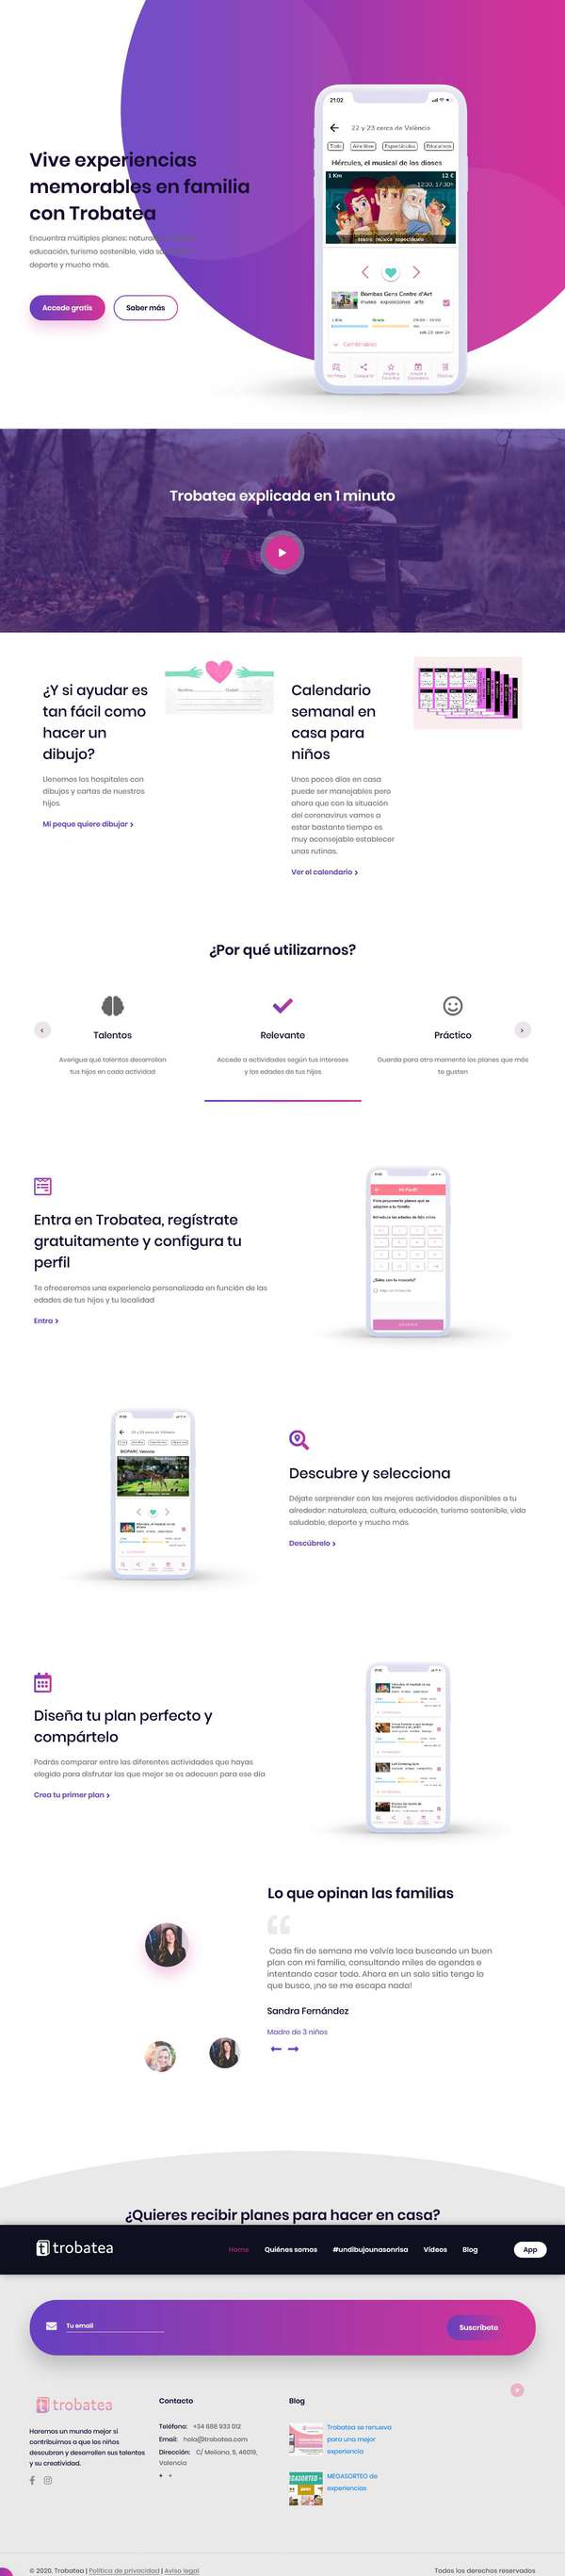 Vive experiencias
memorables en familia
con Trobatea
Encuentra múltiples planes:
educación, turismo sostenible, vida
deporte y mucho más.
Accede gratis
Saber más
21:02
22 y 23 cerca de València
Todo
Aire libre
Espectáculos
Hércules, el musical de los dioses
1 Km
12 €
12:30, 17:30h
teatro musica espectaculo
Bombas Gens Centre d'Art
museo exposiciones arte
Trobatea explicada en 1 minuto
¿Y si ayudar es
tan fácil como
hacer un
dibujo?
Llenemos los hospitales con
dibujos y cartas de nuestros
hijos.
Mi peque quiere dibujar >
Calendario
semanal en
casa para
niños
Unos pocos días en casa
puede ser manejables pero
ahora que con la situación
del coronavirus vamos a
estar bastante tiempo es
muy aconsejable establecer
unas rutinas.
Ver el calendario >
¿Por qué utilizarnos?
Talentos
Relevante
Práctico
Averigua qué talentos desarrollan
tus hijos en cada actividad
Accede a actividades según tus intereses
y las edades de tus hijos
Guarda para otro momento los planes que más
te gusten
Entra en Trobatea, regístrate
gratuitamente y configura tu
perfil
Te ofreceremos una experiencia personalizada en función de las
edades de tus hijos y tu localidad
Entra >
Mi Perfil
BIOPARC Valencia
Descubre y selecciona
Déjate sorprender con las mejores actividades disponibles a tu
alrededor: naturaleza, cultura, educación, turismo sostenible, vida
saludable, deporte y mucho más.
Descúbrelo >
Diseña tu plan perfecto y
compártelo
Podrás comparar entre las diferentes actividades que hayas
elegido para disfrutar las que mejor se os adecuen para ese día
Crea tu primer plan >
Lo que opinan las familias
Cada fin de semana me volvía loca buscando un buen
plan con mi familia, consultando miles de agendas e
intentando casar todo. Ahora en un solo sitio tengo lo
que busco, ¡no se me escapa nada!
Sandra Fernández
Madre de 3 niños
¿Quieres recibir planes para hacer en casa?
trobatea
Home
Quiénes somos
#undibujounasonrisa
Vídeos
Blog
App
Tu email
Suscríbete
trobatea
Haremos un mundo mejor si
contribuimos a que los niños
descubran y desarrollen sus talentos
y su creatividad.
Contacto
Teléfono: +34 688 933 012
Email: hola@trobatea.com
Dirección: C/ Meliana, 5, 46019,
Valencia
Blog
Trobatea se renueva
para una mejor
experiencia
MEGASORTEO de
experiencias
© 2020. Trobatea | Política de privacidad | Aviso legal
Todos los derechos reservados